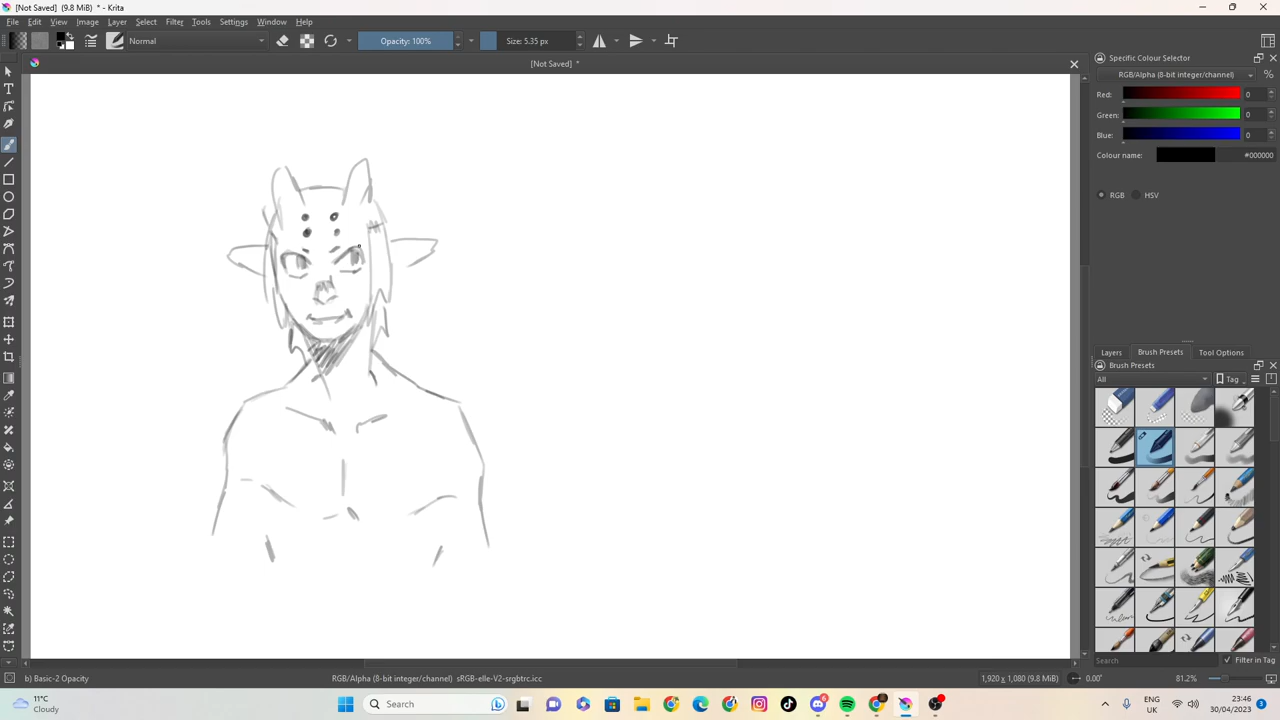 [Not Saved]  (9.8 MiB)  * - Krita
File Edit View Image Layer Select Filter Tools Settings Window Help
Normal Opacity: 100% Size: 5.35 px
[Not Saved]  *
Specific Colour Selector
RGB/Alpha (8-bit integer/channel) %
Red: 0
Green: 0
Blue: 0
Colour name: #000000
RGB HSV
Layers Brush Presets Tool Options
Brush Presets
All Tag
Search Filter in Tag
b) Basic-2 Opacity RGB/Alpha (8-bit integer/channel)  sRGB-elle-V2-srgbtrc.icc 1,920 x 1,080 (9.8 MiB) 0.00° 81.2%
11°C
Cloudy
Search
ENG
UK
23:46
30/04/2023
3